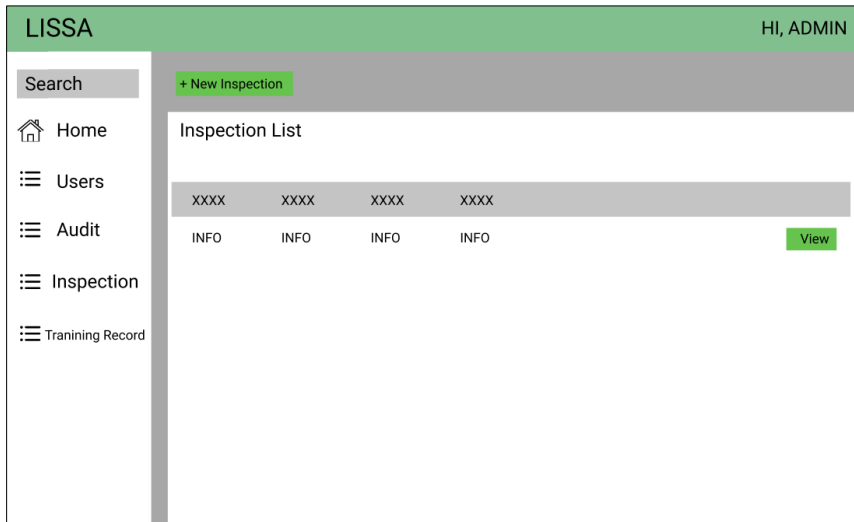 LISSA
HI, ADMIN
Search
Home
Users
Audit
Inspection
Tranining Record
+ New Inspection
Inspection List
XXXX XXXX XXXX XXXX
INFO INFO INFO INFO View